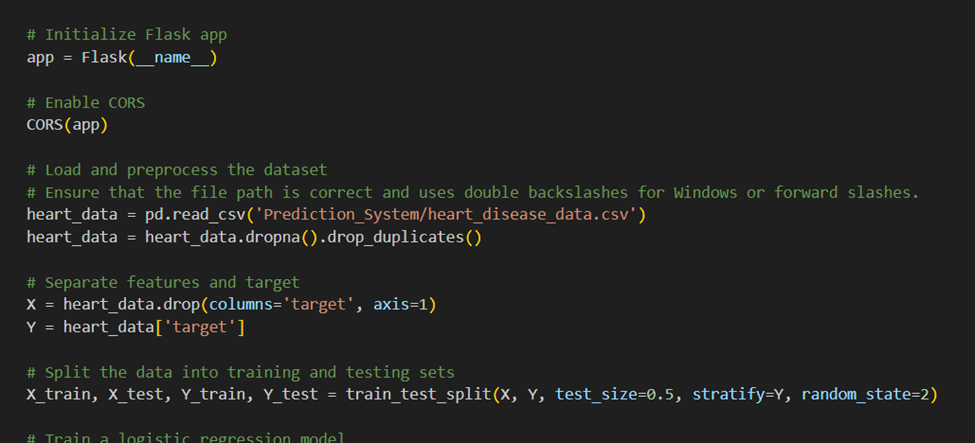 # Initialize Flask app
app = Flask(__name__)
# Enable CORS
CORS(app)
# Load and preprocess the dataset
# Ensure that the file path is correct and uses double backslashes for Windows or forward slashes.
heart_data = pd.read_csv('Prediction_System/heart_disease_data.csv')
heart_data = heart_data.dropna().drop_duplicates()
# Separate features and target
X = heart_data.drop(columns='target', axis=1)
Y = heart_data['target']
# Split the data into training and testing sets
X_train, X_test, Y_train, Y_test = train_test_split(X, Y, test_size=0.5, stratify=Y, random_state=2)
# Train a logistic regression model